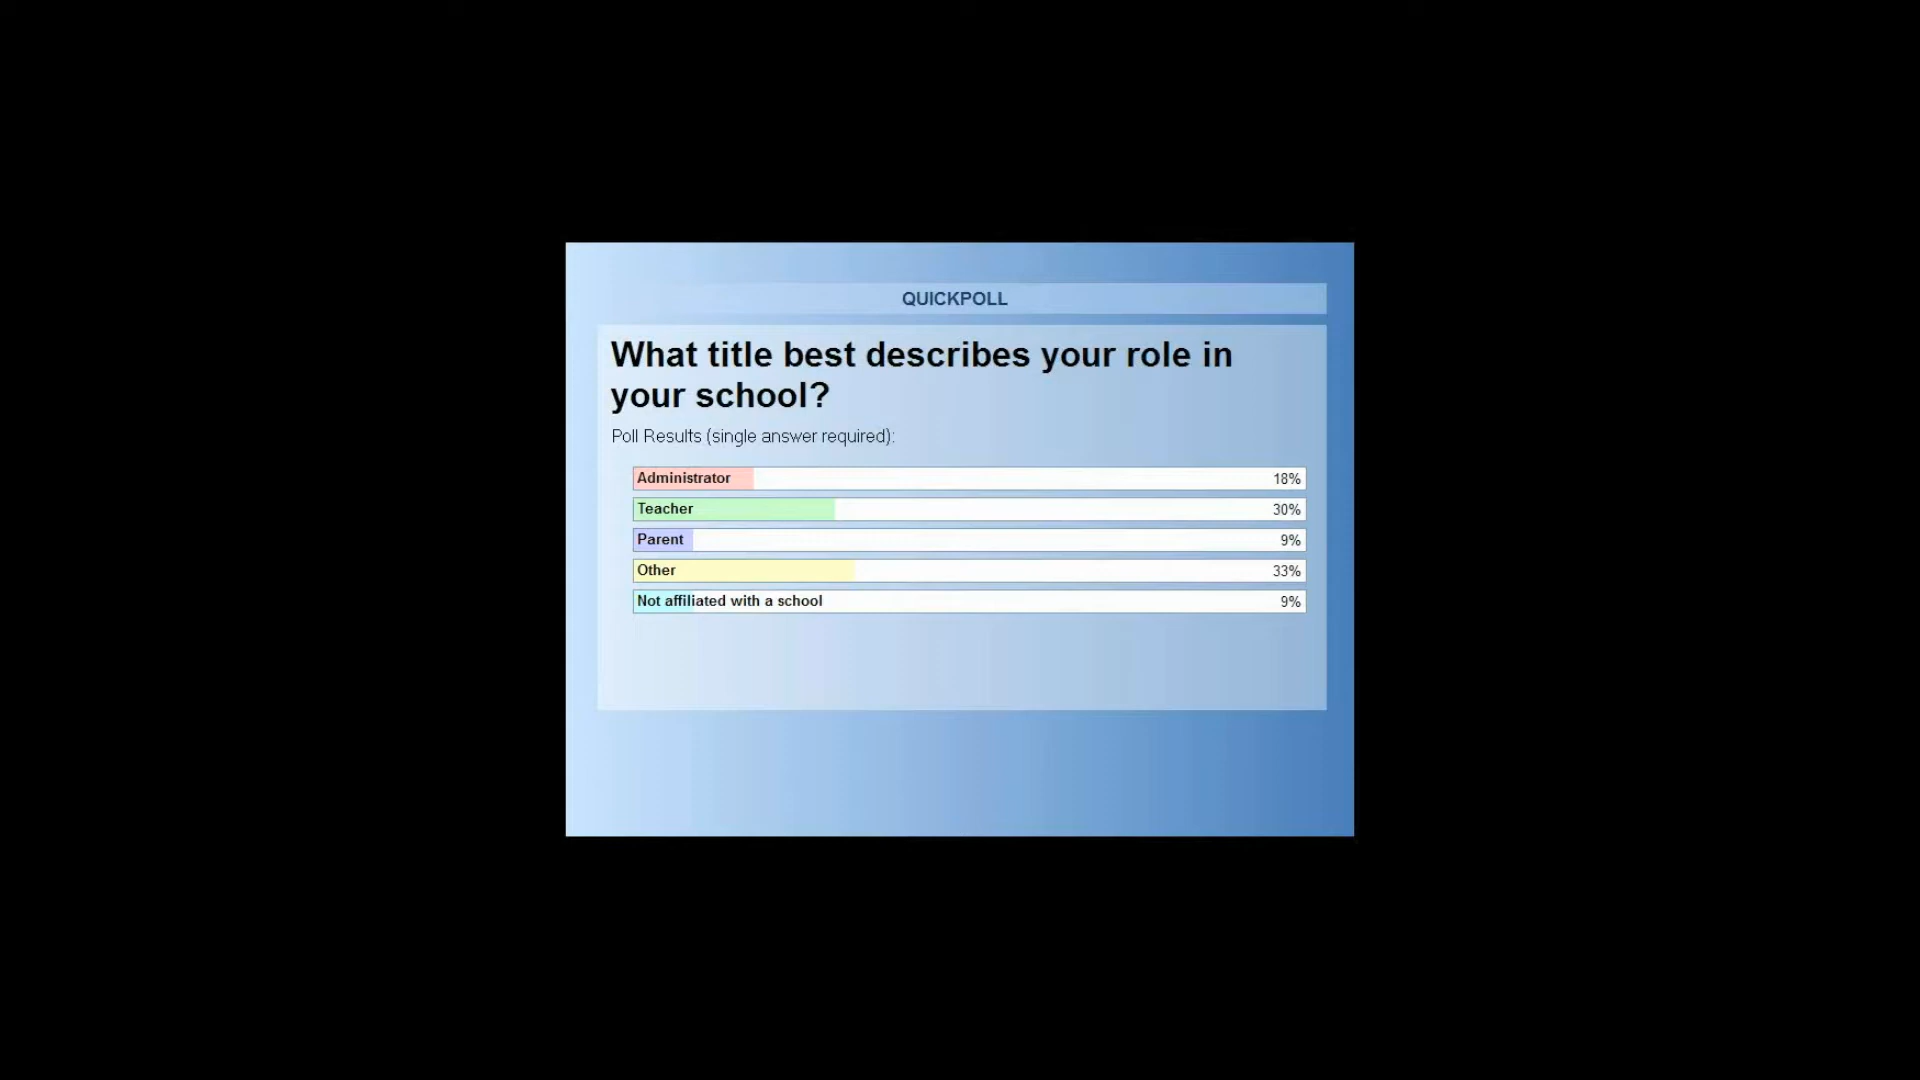 QUICKPOLL
What title best describes your role in
your school?
Poll Results (single answer required):
Administrator 18%
Teacher 30%
Parent 9%
Other 33%
Not affiliated with a school 9%